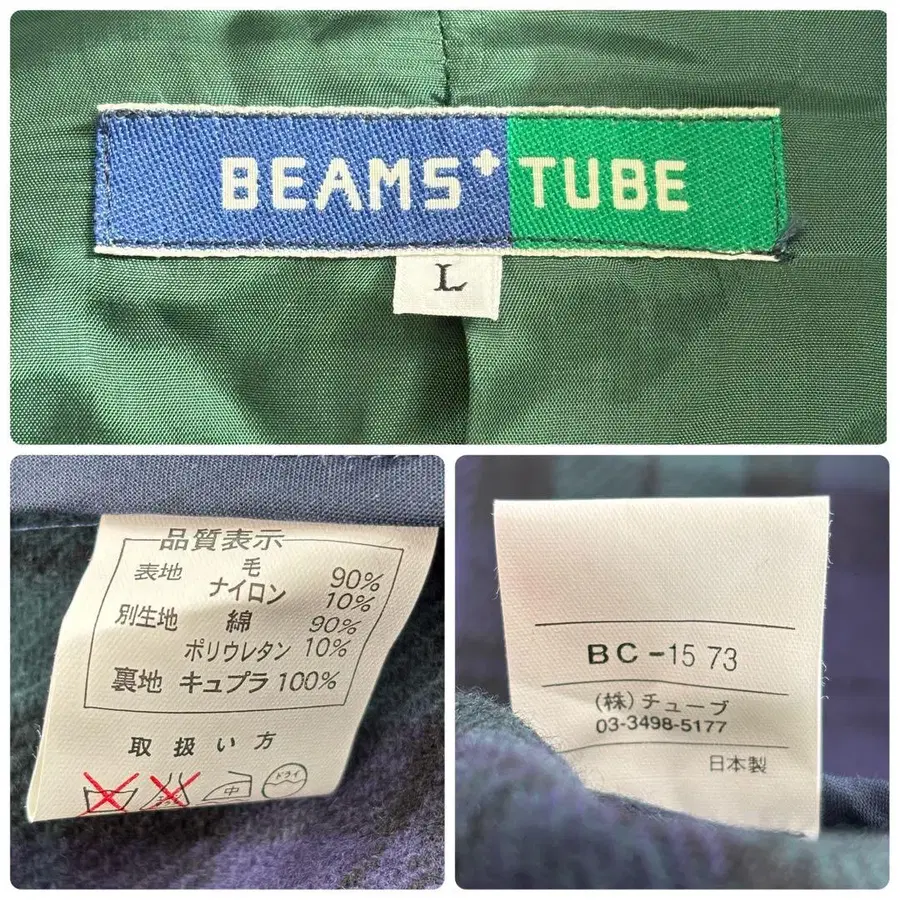 BEAMS+ TUBE
L
品質表示
表地 毛 90%
ナイロン 10%
別生地 綿 90%
ポリウレタン 10%
裏地 キュプラ 100%
取扱い方
中 ドライ
BC-15 73
(株)チューブ
03-3498-5177
日本製